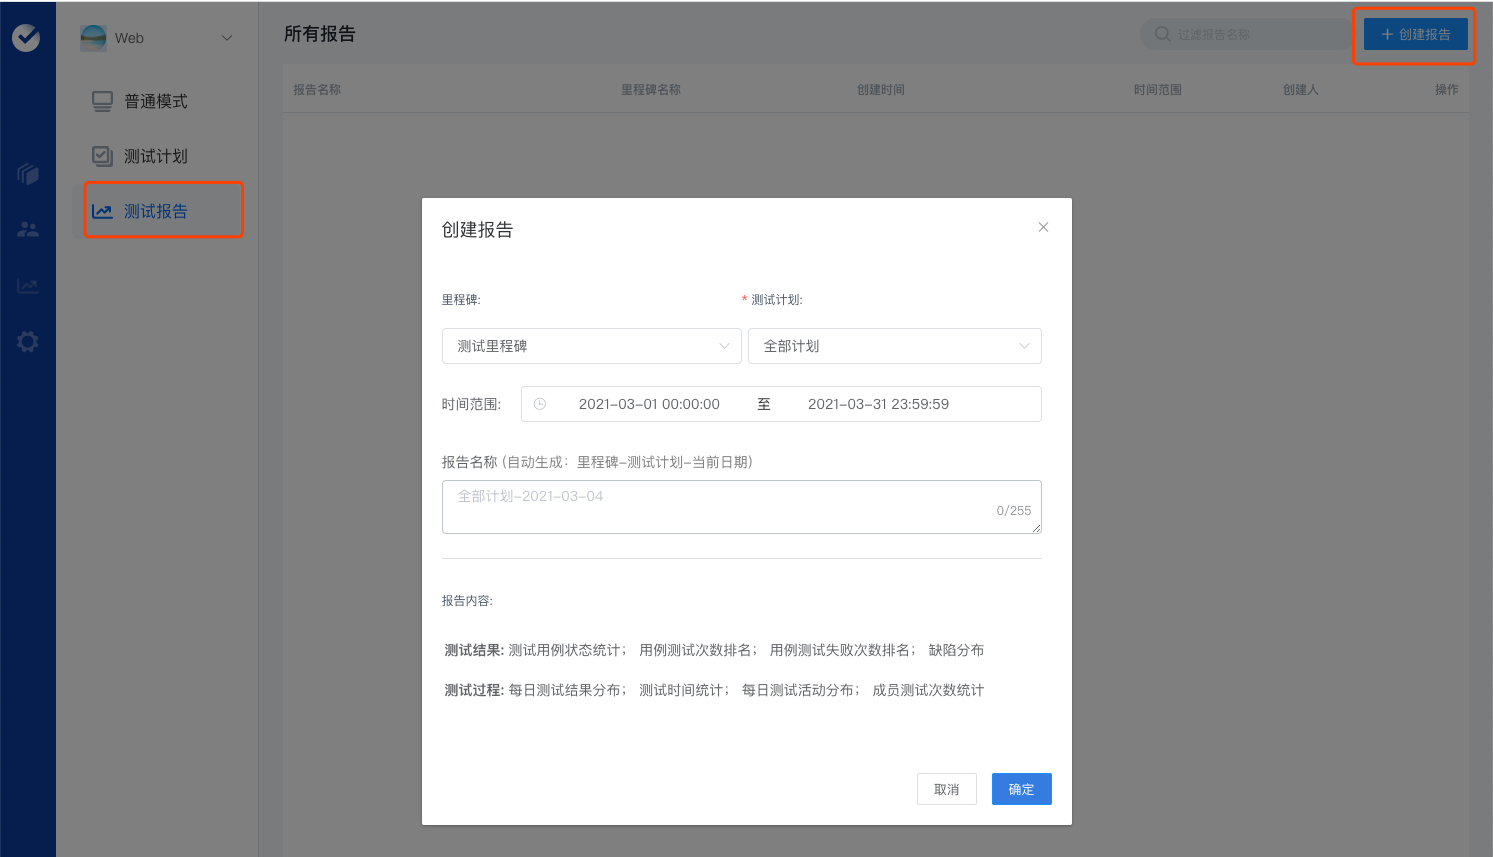 Web
普通模式
测试计划
测试报告
所有报告
过滤报告名称
+ 创建报告
报告名称 里程碑名称 创建时间 时间范围 创建人 操作
创建报告
里程碑: * 测试计划:
测试里程碑 全部计划
时间范围: 2021-03-01 00:00:00 至 2021-03-31 23:59:59
报告名称 (自动生成：里程碑-测试计划-当前日期)
全部计划-2021-03-04
0/255
报告内容:
测试结果: 测试用例状态统计； 用例测试次数排名； 用例测试失败次数排名； 缺陷分布
测试过程: 每日测试结果分布； 测试时间统计； 每日测试活动分布； 成员测试次数统计
取消 确定